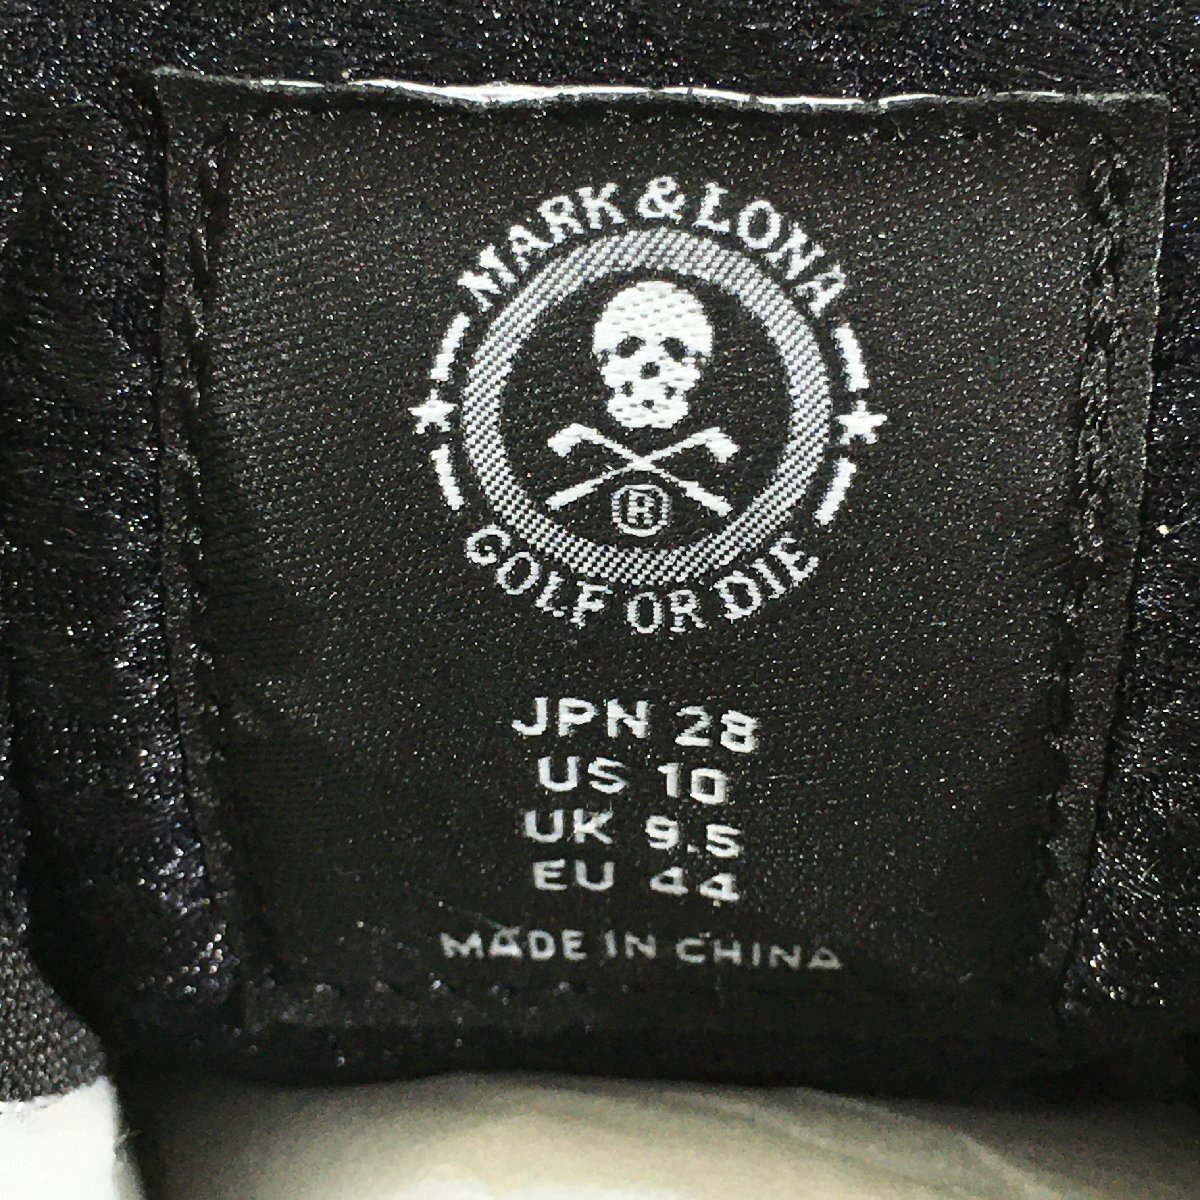 MARK & LONA
®
GOLF OR DIE
JPN 28
US 10
UK 9.5
EU 44
MADE IN CHINA